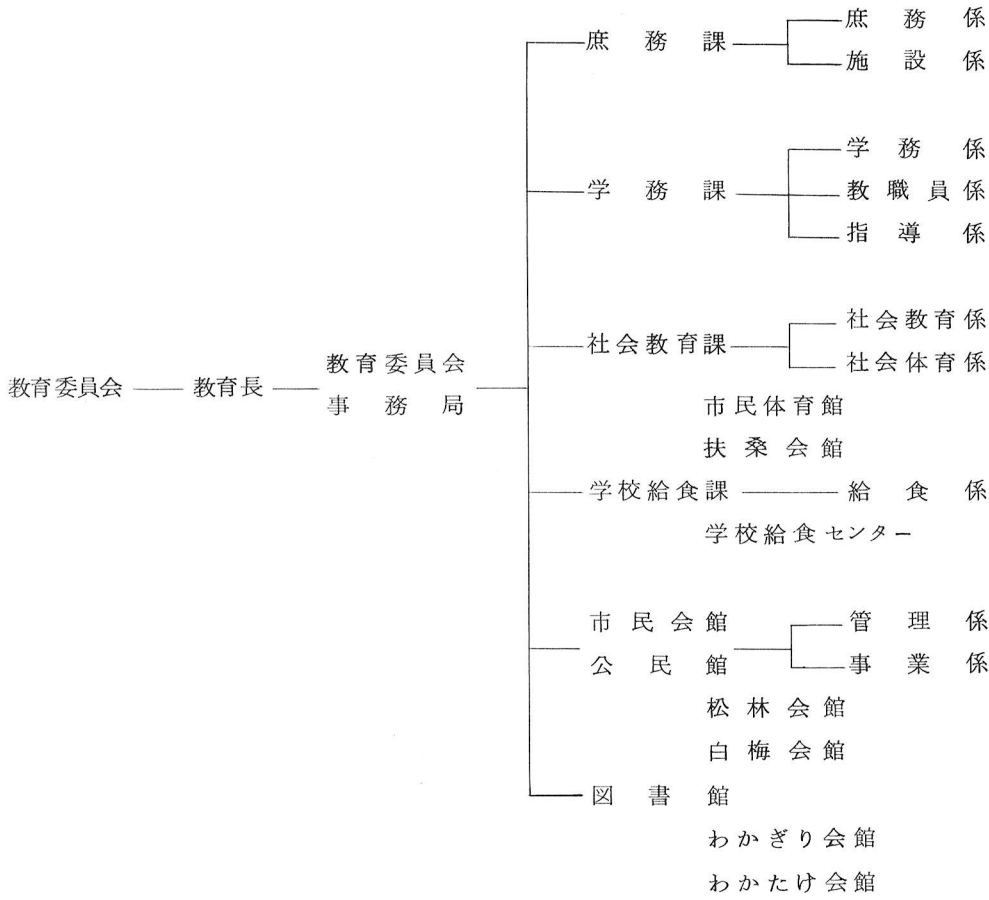 教育委員会
教育長
教育委員会
事務局
庶務課
庶務係
施設係
学務課
学務係
教職員係
指導係
社会教育課
社会教育係
社会体育係
市民体育館
扶桑会館
学校給食課
給食係
学校給食センター
市民会館
公民館
管理係
事業係
松林会館
白梅会館
図書館
わかぎり会館
わかたけ会館